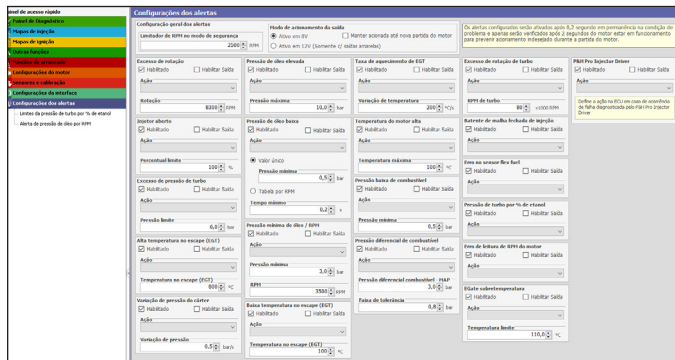 Painel de acesso rápido
Painel de Diagnóstico
Mapas de injeção
Mapas de ignição
Outras funções
Funções de arrancada
Configurações do motor
Sensores e calibração
Configurações da interface
Configurações dos alertas
Limites da pressão de turbo por % de etanol
Alerta da pressão de óleo por RPM
Configurações dos alertas
Configuração geral dos alertas
Limitador de RPM no modo de segurança
2500 RPM
Modo de acionamento da saída
Ativo em 0V
Manter acionada até nova partida do motor
Ativo em 12V (Somente c/ saídas amarelas)
Os alertas configurados serão ativados após 0,2 segundo em permanência na condição do
problema e apenas serão verificados após 2 segundos do motor estar em funcionamento
para prevenir acionamento indesejado durante a partida do motor.
Excesso de rotação
Habilitado Habilitar Saída
Ação
Rotação
8300 RPM
Injetor aberto
Habilitado Habilitar Saída
Ação
Percentual limite
100 %
Excesso de pressão de turbo
Habilitado Habilitar Saída
Ação
Pressão limite
6,0 bar
Alta temperatura no escape (EGT)
Habilitado Habilitar Saída
Ação
Temperatura no escape (EGT)
800 °C
Variação de pressão do cárter
Habilitado Habilitar Saída
Ação
Variação de pressão
0,5 bar/s
Pressão de óleo elevada
Habilitado Habilitar Saída
Ação
Pressão máxima
10,0 bar
Pressão de óleo baixa
Habilitado Habilitar Saída
Ação
Valor único
Pressão mínima
0,5 bar
Tabela por RPM
Tempo mínimo
0,2 s
Pressão mínima de óleo / RPM
Habilitado Habilitar Saída
Ação
Pressão mínima
3,0 bar
RPM
3500 RPM
Baixa temperatura no escape (EGT)
Habilitado Habilitar Saída
Ação
Temperatura no escape (EGT)
100 °C
Taxa de aquecimento de EGT
Habilitado Habilitar Saída
Ação
Variação de temperatura
200 °C/s
Temperatura do motor alta
Habilitado Habilitar Saída
Ação
Temperatura máxima
100 °C
Pressão baixa de combustível
Habilitado Habilitar Saída
Ação
Pressão mínima
0,5 bar
Pressão diferencial de combustível
Habilitado Habilitar Saída
Ação
Pressão diferencial combustível - MAP
3,0 bar
Faixa de tolerância
0,8 bar
Excesso de rotação de turbo
Habilitado Habilitar Saída
Ação
RPM de turbo
80 x1000 RPM
Batente de malha fechada de injeção
Habilitado Habilitar Saída
Ação
Erro no sensor flex fuel
Habilitado Habilitar Saída
Ação
Pressão de turbo por % de etanol
Habilitado Habilitar Saída
Ação
Erro de leitura de RPM do motor
Habilitado Habilitar Saída
Ação
EGate sobretemperatura
Habilitado Habilitar Saída
Ação
Temperatura limite
110,0 °C
P&H Pro Injector Driver
Habilitado Habilitar Saída
Ação
Define a ação na ECU em caso de ocorrência
de falha diagnosticada pelo P&H Pro Injector
Driver